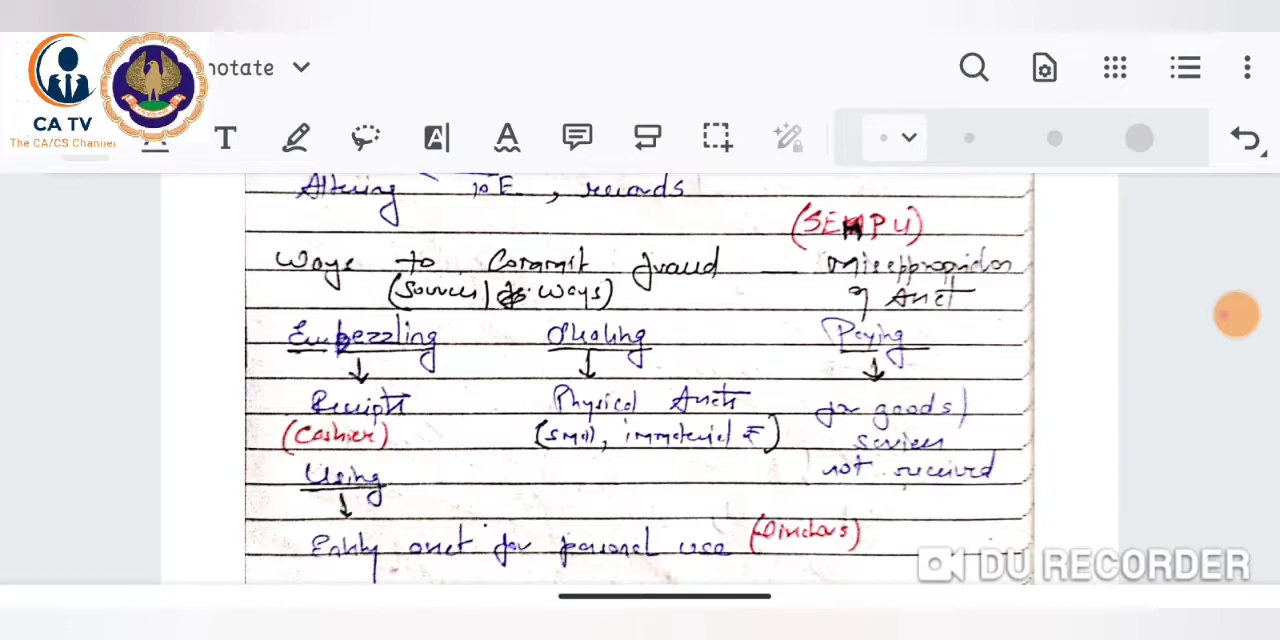 notate
CA TV
The CA/CS Channel
Altering 10 E, records
(SEMPU)
Ways to Commit fraud — misappropriation of Asset
(Sources) Ways)
Embezzling Stealing Paying
Receipts Physical Assets for goods/
(Cashier) (small, immaterial ₹) services
Using not received
Entity asset for personal use (Directors)
DU RECORDER